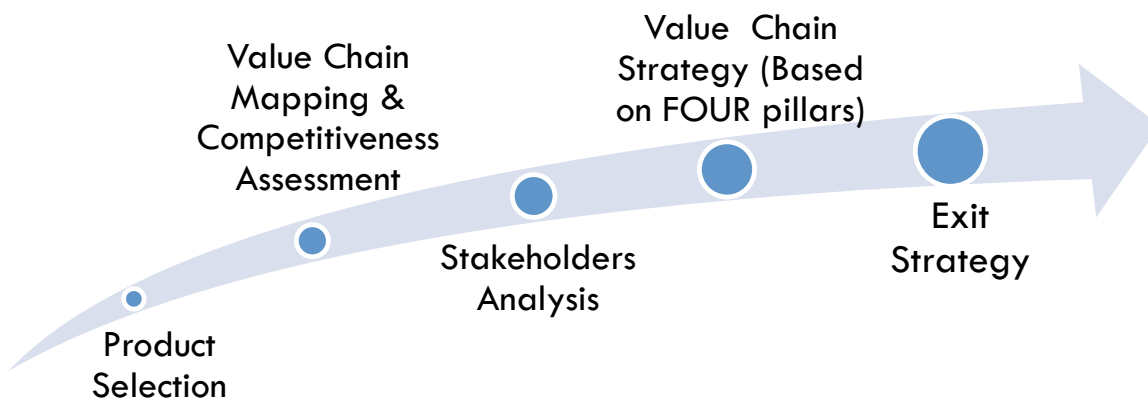 Product
Selection
Value Chain
Mapping &
Competitiveness
Assessment
Stakeholders
Analysis
Value Chain
Strategy (Based
on FOUR pillars)
Exit
Strategy